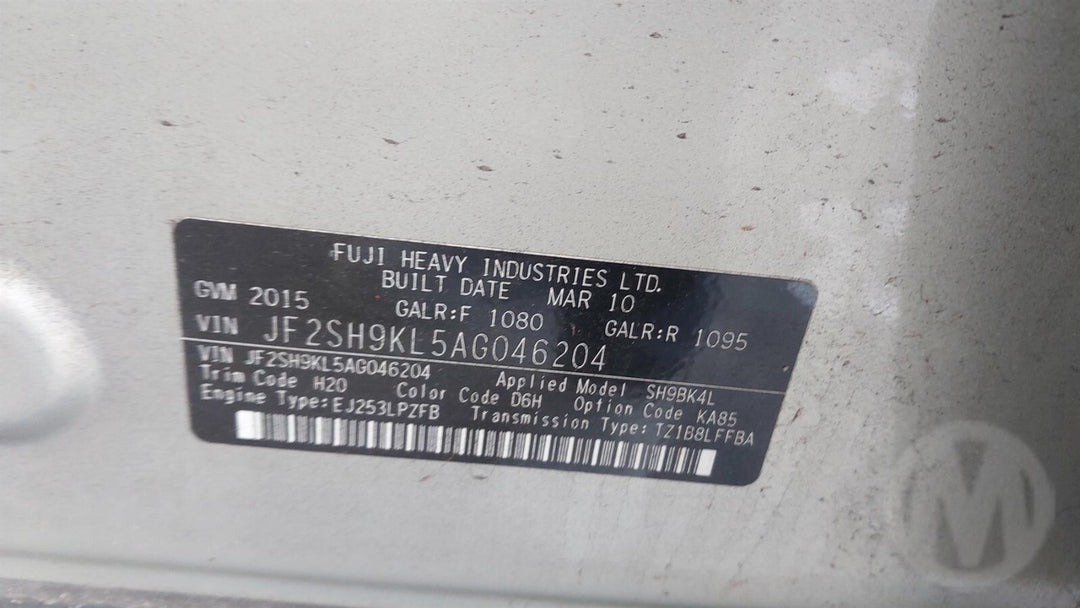 FUJI HEAVY INDUSTRIES LTD.
BUILT DATE MAR 10
GVM 2015 GALR:F 1080 GALR:R 1095
VIN JF2SH9KL5AG046204
VIN JF2SH9KL5AG046204 Applied Model SH9BK4L
Trim Code H20 Color Code D6H Option Code KA85
Engine Type:EJ253LPZFB Transmission Type:TZ1B8LFFBA
M